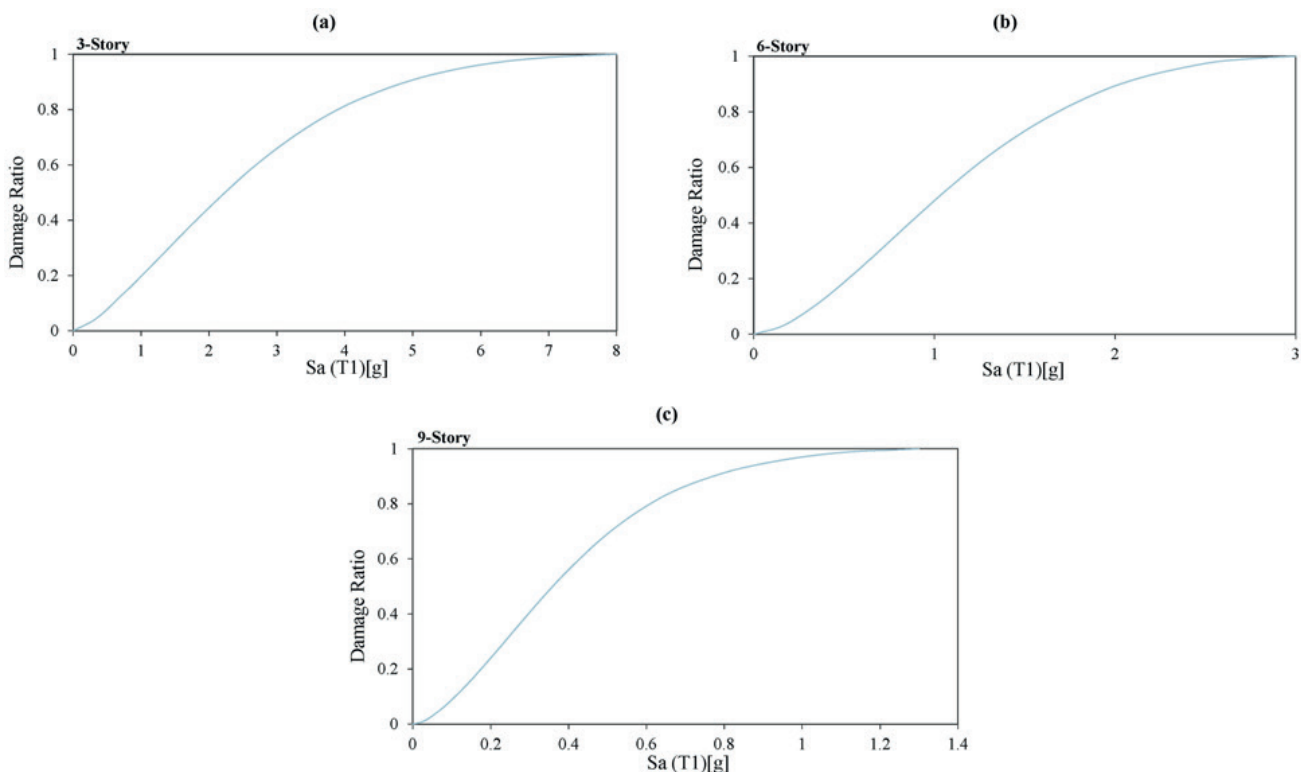 (a)
3-Story
1
0.8
0.6
0.4
0.2
0
Damage Ratio
0 1 2 3 4 5 6 7 8
Sa (T1)[g]
(b)
6-Story
1
0.8
0.6
0.4
0.2
0
Damage Ratio
0 1 2 3
Sa (T1)[g]
(c)
9-Story
1
0.8
0.6
0.4
0.2
0
Damage Ratio
0 0.2 0.4 0.6 0.8 1 1.2 1.4
Sa (T1)[g]